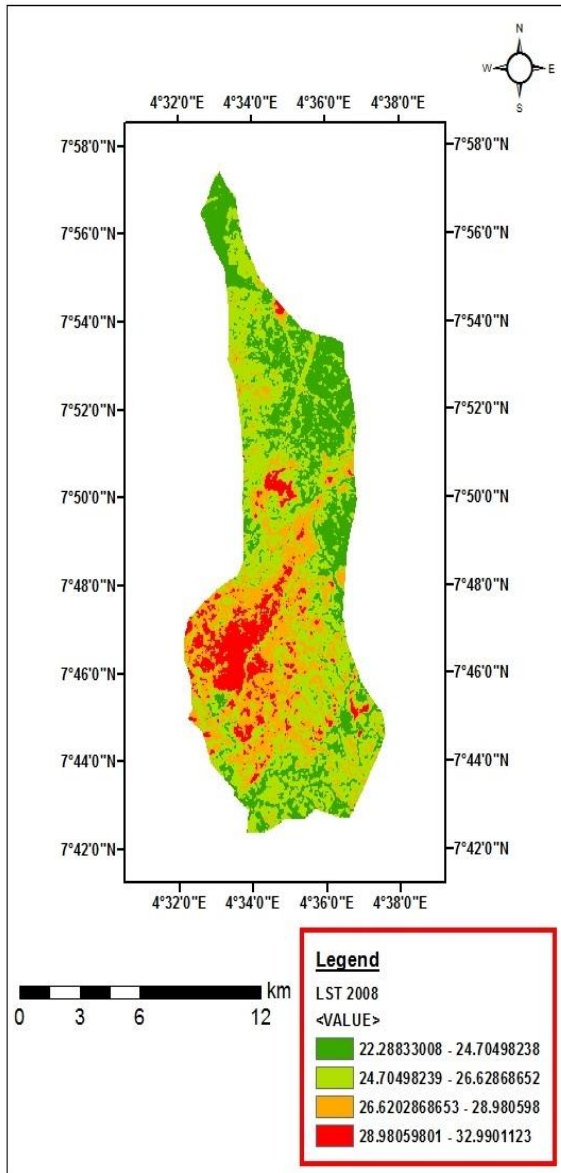 N
W E
S
4°32'0"E 4°34'0"E 4°36'0"E 4°38'0"E
7°58'0"N 7°58'0"N
7°56'0"N 7°56'0"N
7°54'0"N 7°54'0"N
7°52'0"N 7°52'0"N
7°50'0"N 7°50'0"N
7°48'0"N 7°48'0"N
7°46'0"N 7°46'0"N
7°44'0"N 7°44'0"N
7°42'0"N 7°42'0"N
4°32'0"E 4°34'0"E 4°36'0"E 4°38'0"E
km
0 3 6 12
Legend
LST 2008
<VALUE>
22.28833008 - 24.70498238
24.70498239 - 26.62868652
26.6202868653 - 28.980598
28.98059801 - 32.9901123